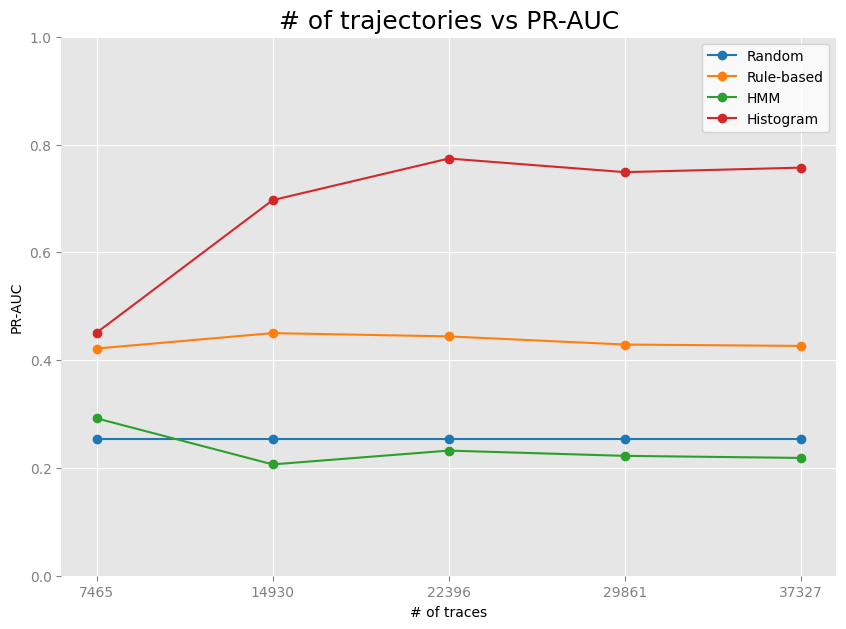 # of trajectories vs PR-AUC
Random
Rule-based
HMM
Histogram
1.0
0.8
0.6
0.4
0.2
0.0
PR-AUC
7465 14930 22396 29861 37327
# of traces